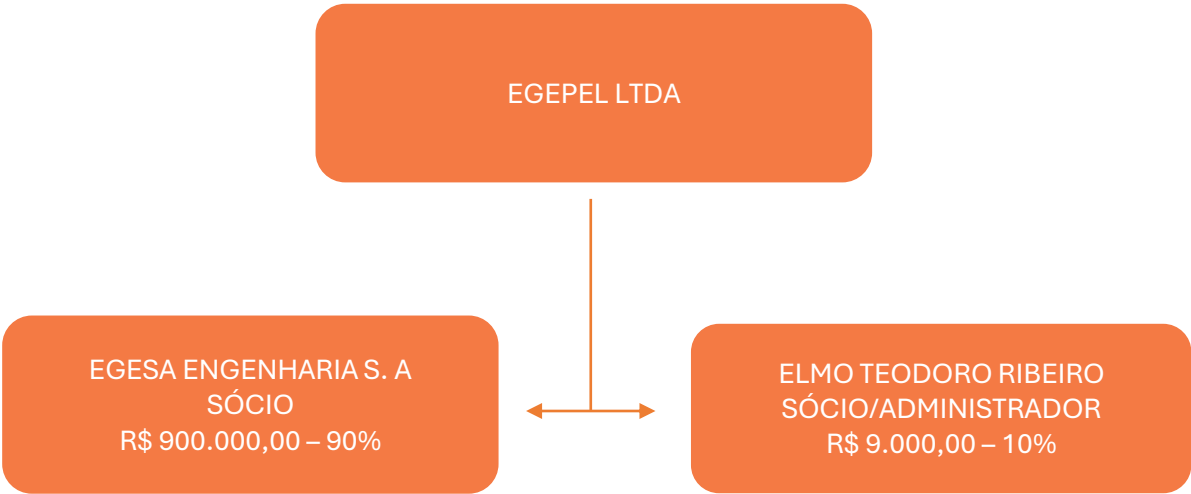 EGEPEL LTDA
EGESA ENGENHARIA S. A
SÓCIO
R$ 900.000,00 – 90%
ELMO TEODORO RIBEIRO
SÓCIO/ADMINISTRADOR
R$ 9.000,00 – 10%